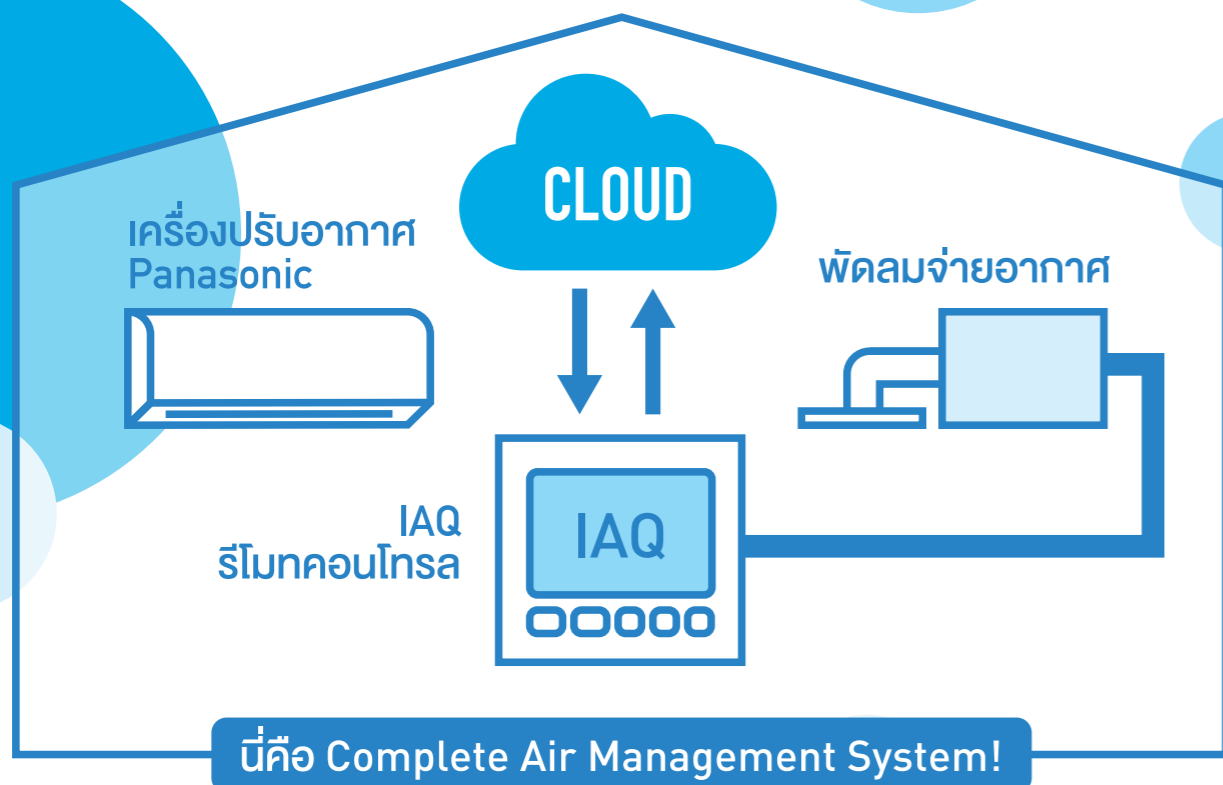 CLOUD
เครื่องปรับอากาศ
Panasonic
พัดลมจ่ายอากาศ
IAQ
รีโมทคอนโทรล
IAQ
นี่คือ Complete Air Management System!